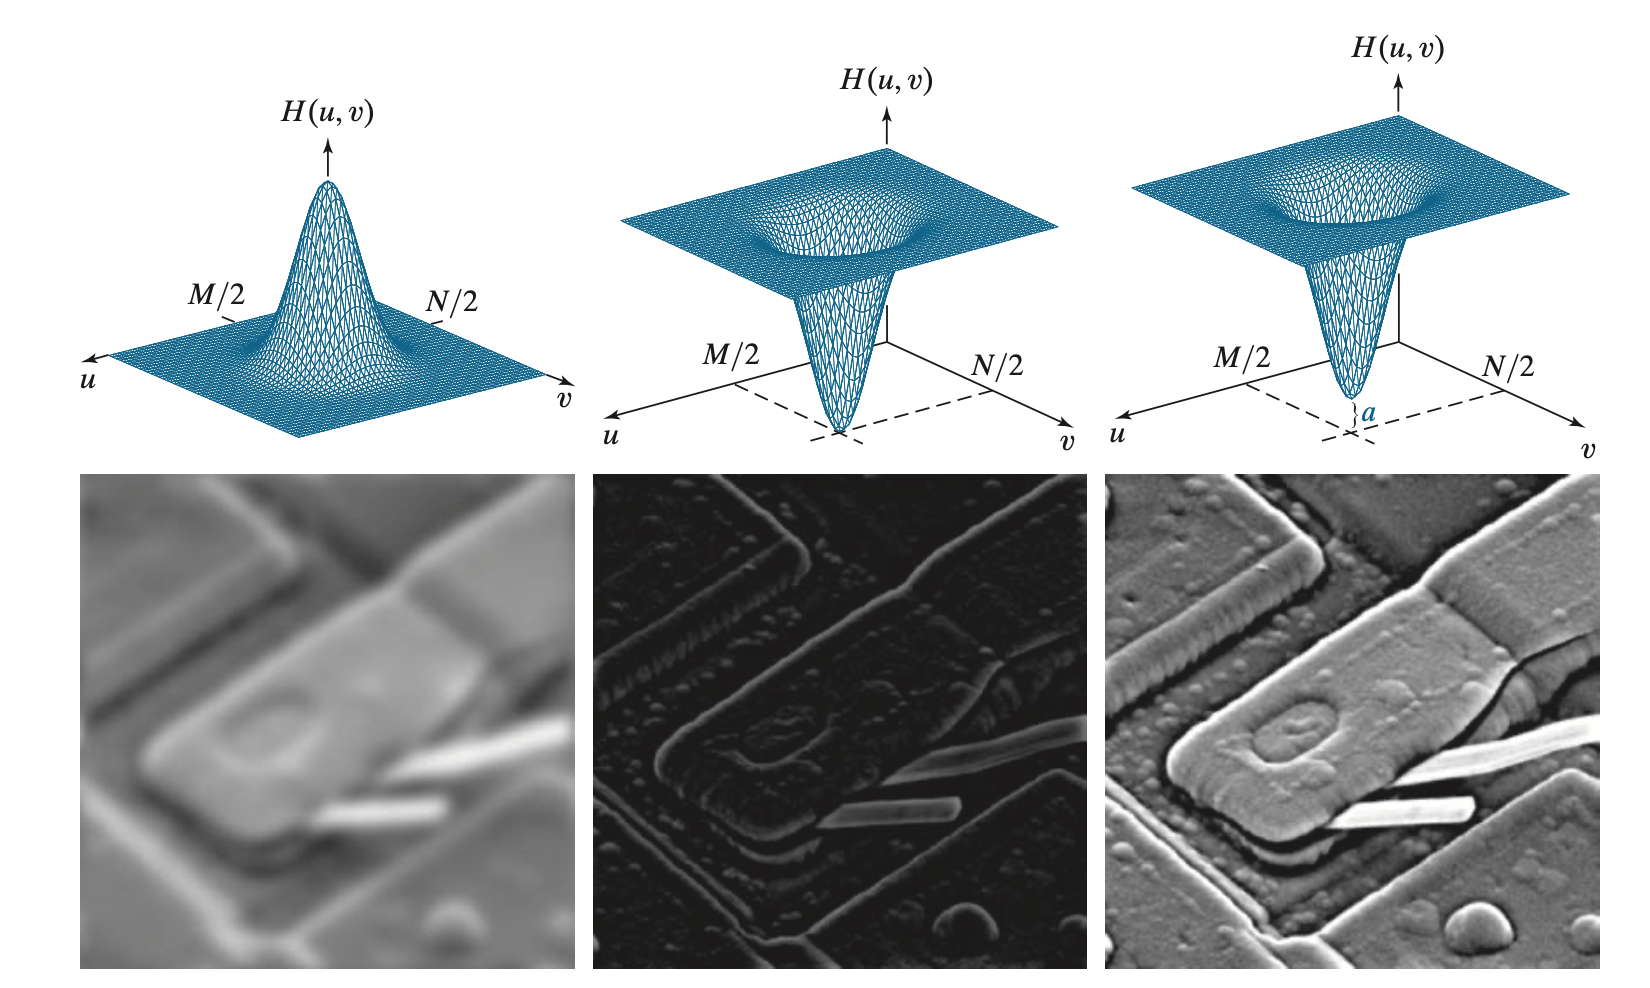 H(u, v)
M/2
N/2
u
v
H(u, v)
M/2
N/2
u
v
H(u, v)
M/2
N/2
a
u
v